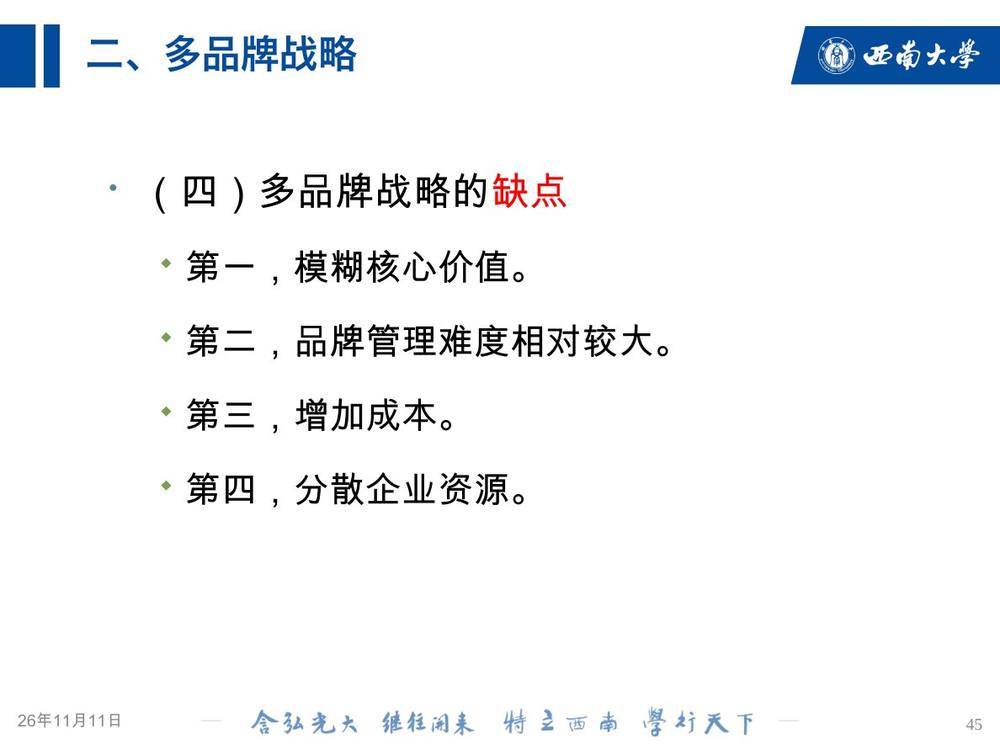 二、多品牌战略
西南大学
（四）多品牌战略的缺点
第一，模糊核心价值。
第二，品牌管理难度相对较大。
第三，增加成本。
第四，分散企业资源。
26年11月11日
含弘光大 继往开来 特立西南 学行天下
45